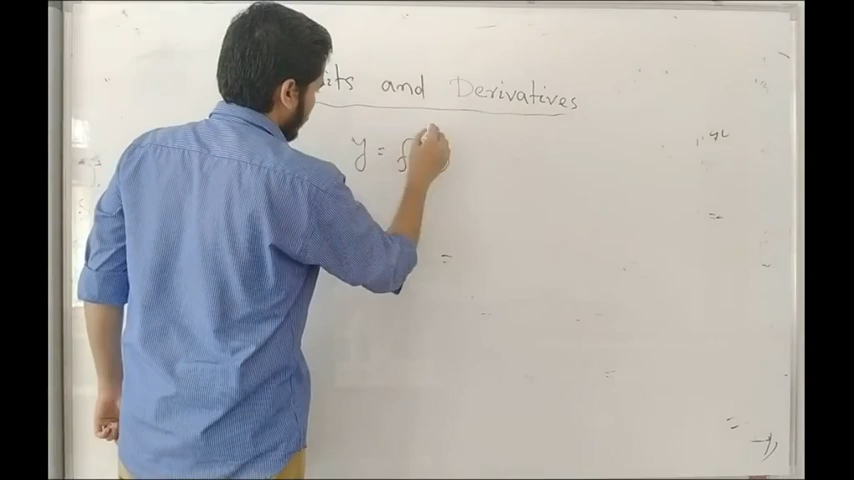 its and Derivatives
y = f